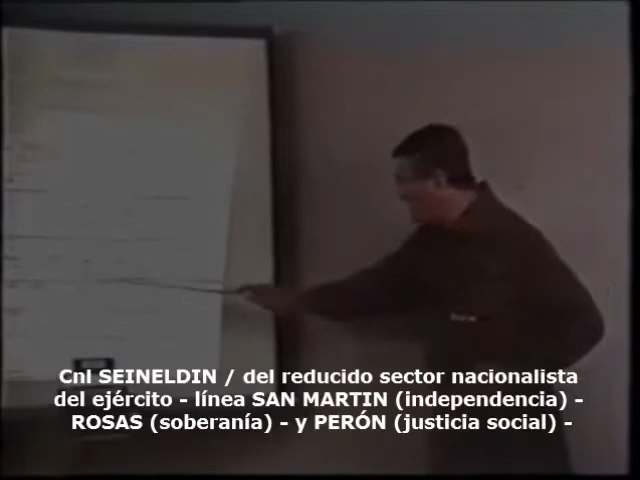 Cnl SEINELDIN / del reducido sector nacionalista
del ejército - línea SAN MARTIN (independencia) -
ROSAS (soberanía) - y PERÓN (justicia social) -